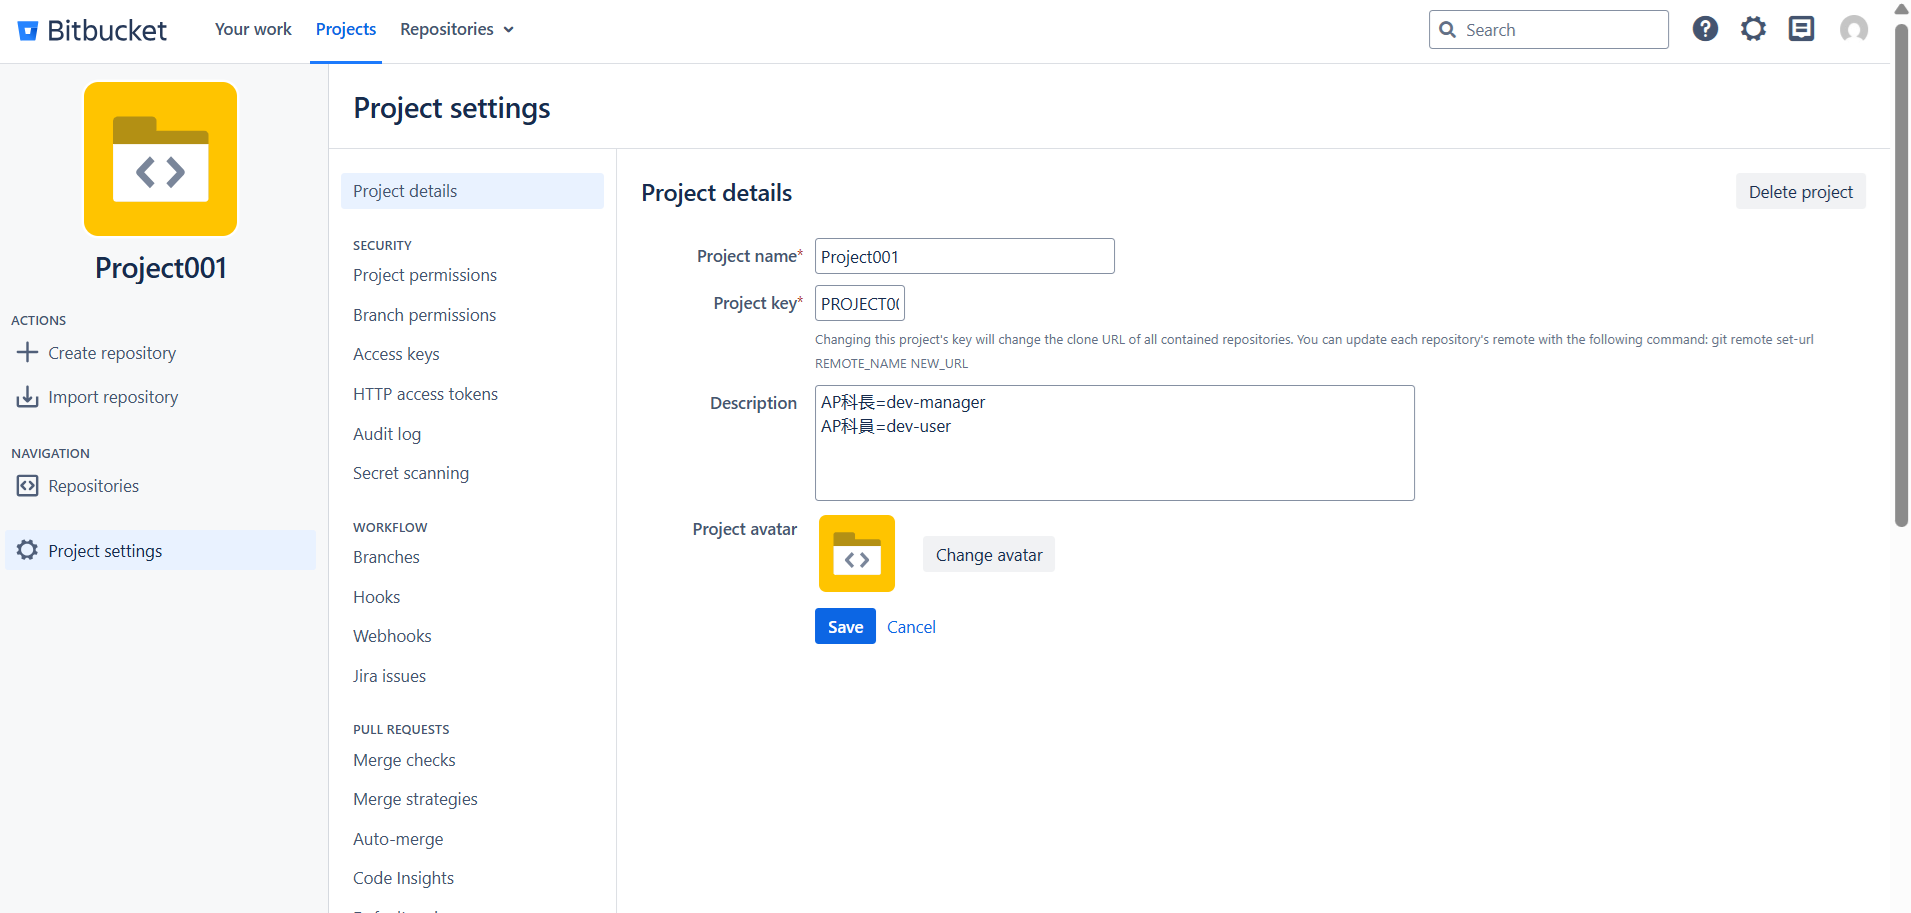 Bitbucket
Your work
Projects
Repositories
Search
Project001
ACTIONS
Create repository
Import repository
NAVIGATION
Repositories
Project settings
Project settings
Project details
SECURITY
Project permissions
Branch permissions
Access keys
HTTP access tokens
Audit log
Secret scanning
WORKFLOW
Branches
Hooks
Webhooks
Jira issues
PULL REQUESTS
Merge checks
Merge strategies
Auto-merge
Code Insights
Project details
Delete project
Project name*
Project001
Project key*
PROJECT00
Changing this project's key will change the clone URL of all contained repositories. You can update each repository's remote with the following command: git remote set-url
REMOTE_NAME NEW_URL
Description
AP科長=dev-manager
AP科員=dev-user
Project avatar
Change avatar
Save
Cancel